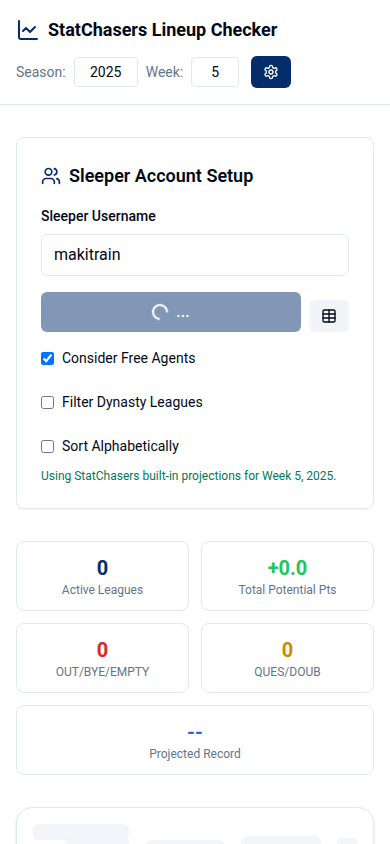 StatChasers Lineup Checker
Season: 2025 Week: 5
Sleeper Account Setup
Sleeper Username
makitrain
...
Consider Free Agents
Filter Dynasty Leagues
Sort Alphabetically
Using StatChasers built-in projections for Week 5, 2025.
0
Active Leagues
+0.0
Total Potential Pts
0
OUT/BYE/EMPTY
0
QUES/DOUB
--
Projected Record